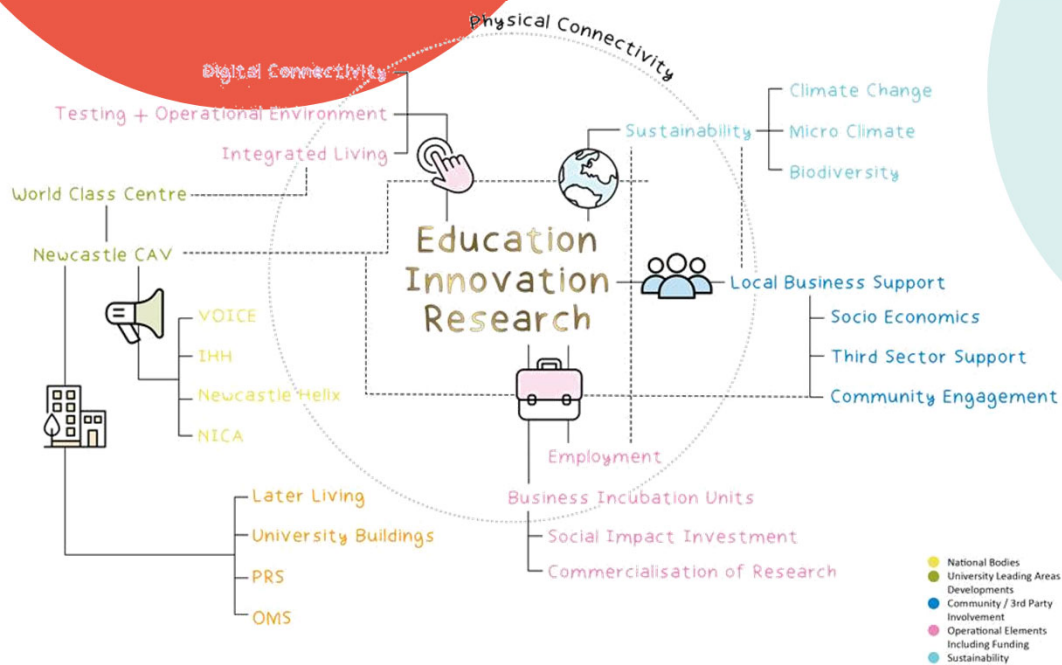 Physical Connectivity
Digital Connectivity
Testing + Operational Environment
Integrated Living
World Class Centre
Newcastle CAV
VOICE
IHH
Newcastle Helix
NICA
Later Living
University Buildings
PRS
OMS
Education
Innovation
Research
Sustainability
Climate Change
Micro Climate
Biodiversity
Local Business Support
Socio Economics
Third Sector Support
Community Engagement
Employment
Business Incubation Units
Social Impact Investment
Commercialisation of Research
National Bodies
University Leading Areas
Developments
Community / 3rd Party
Involvement
Operational Elements
Including Funding
Sustainability